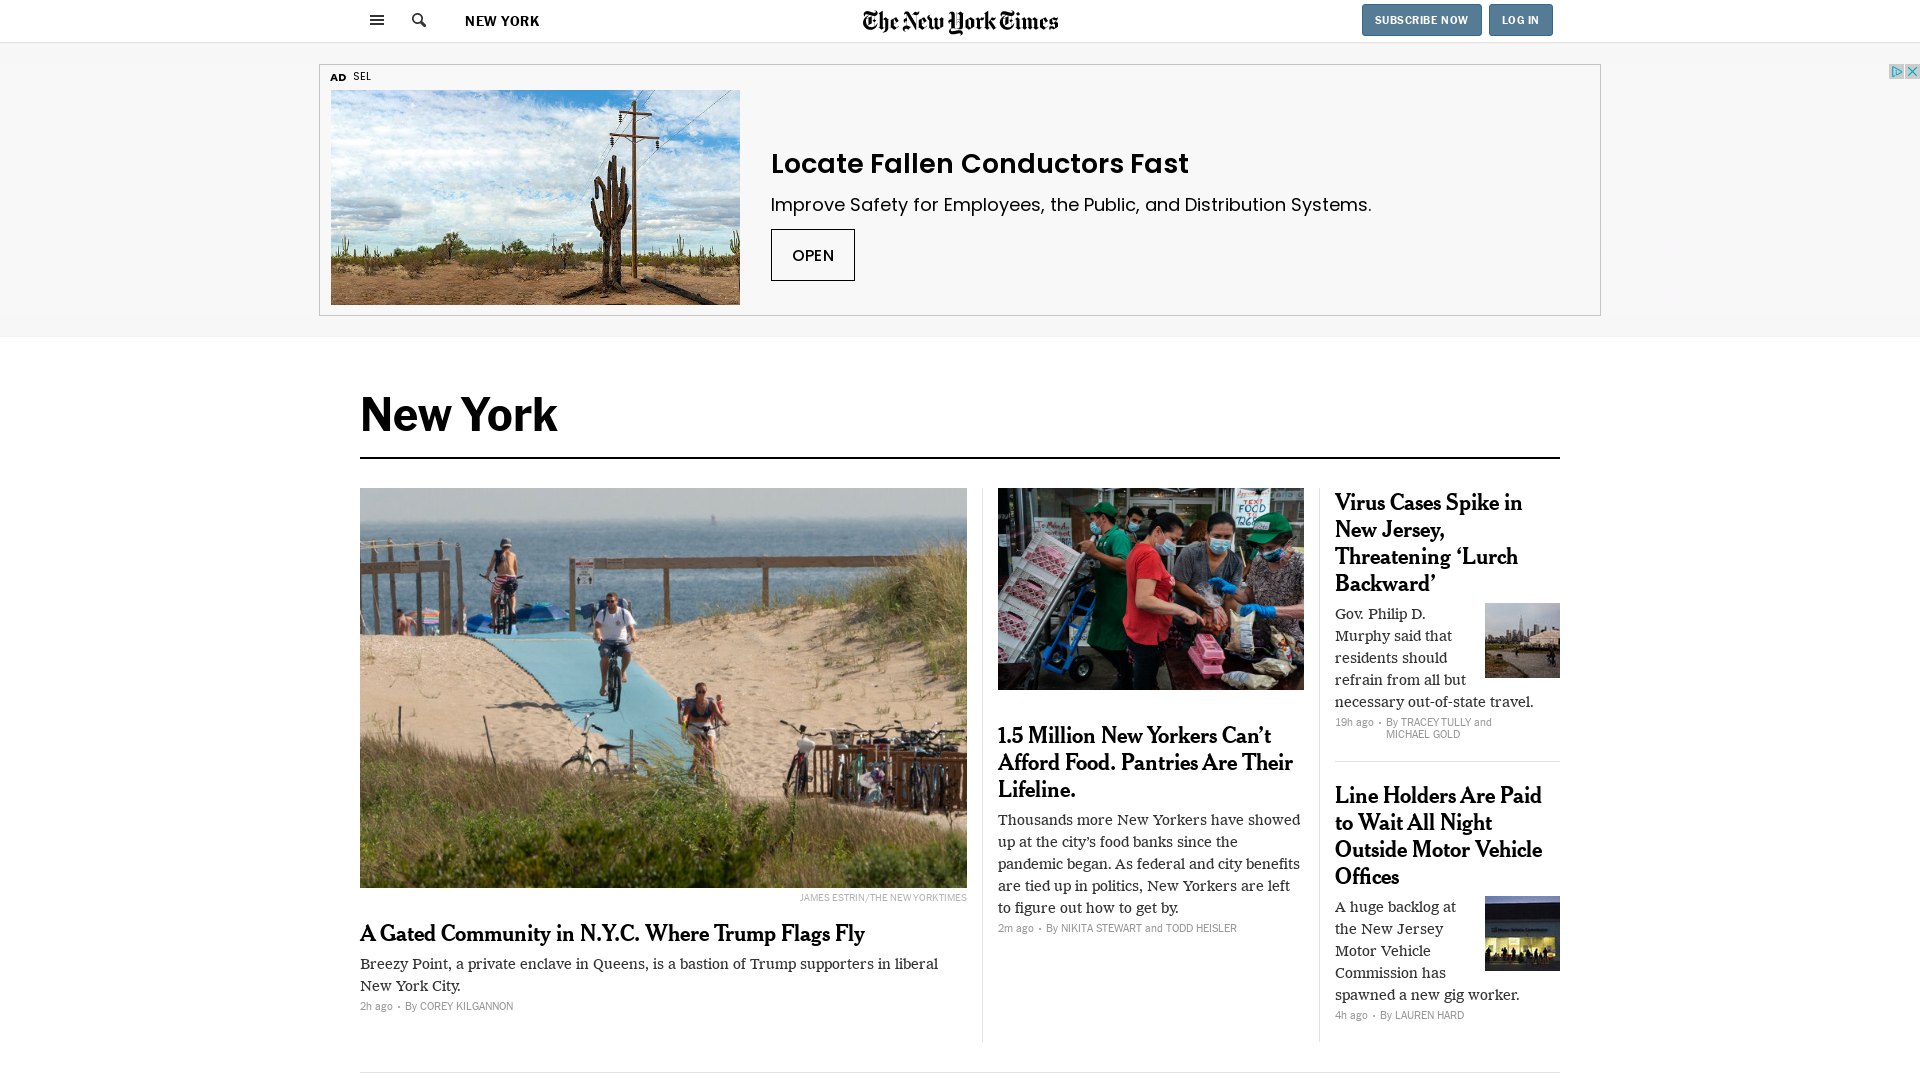 NEW YORK
The New York Times
SUBSCRIBE NOW
LOG IN
AD SEL
Locate Fallen Conductors Fast
Improve Safety for Employees, the Public, and Distribution Systems.
OPEN
New York
JAMES ESTRIN/THE NEW YORK TIMES
A Gated Community in N.Y.C. Where Trump Flags Fly
Breezy Point, a private enclave in Queens, is a bastion of Trump supporters in liberal
New York City.
2h ago • By COREY KILGANNON
TEXT
1.5 Million New Yorkers Can’t
Afford Food. Pantries Are Their
Lifeline.
Thousands more New Yorkers have showed
up at the city’s food banks since the
pandemic began. As federal and city benefits
are tied up in politics, New Yorkers are left
to figure out how to get by.
2m ago • By NIKITA STEWART and TODD HEISLER
Virus Cases Spike in
New Jersey,
Threatening ‘Lurch
Backward’
Gov. Philip D.
Murphy said that
residents should
refrain from all but
necessary out-of-state travel.
19h ago • By TRACEY TULLY and
MICHAEL GOLD
Line Holders Are Paid
to Wait All Night
Outside Motor Vehicle
Offices
A huge backlog at
the New Jersey
Motor Vehicle
Commission has
spawned a new gig worker.
4h ago • By LAUREN HARD